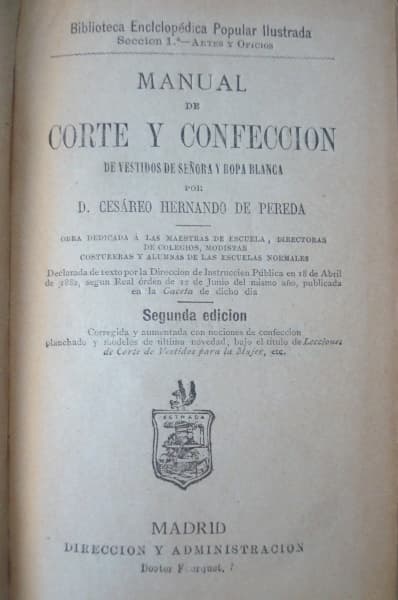 Biblioteca Enciclopédica Popular Ilustrada
Seccion 1.ª—Artes y Oficios
MANUAL
DE
CORTE Y CONFECCION
DE VESTIDOS DE SEÑORA Y ROPA BLANCA
POR
D. CESÁREO HERNANDO DE PEREDA
OBRA DEDICADA Á LAS MAESTRAS DE ESCUELA, DIRECTORAS
DE COLEGIOS, MODISTAS
COSTURERAS Y ALUMNAS DE LAS ESCUELAS NORMALES
Declarada de texto por la Direccion de Instruccion Pública en 18 de Abril
de 1882, segun Real órden de 12 de Junio del mismo año, publicada
en la Gaceta de dicho dia
Segunda edicion
Corregida y aumentada con nociones de confeccion
planchado y modelos de última novedad, bajo el título de Lecciones
de Corte de Vestidos para la Mujer, etc.
ESTRADA
MADRID
DIRECCION Y ADMINISTRACION
Doctor Fourquet, 7